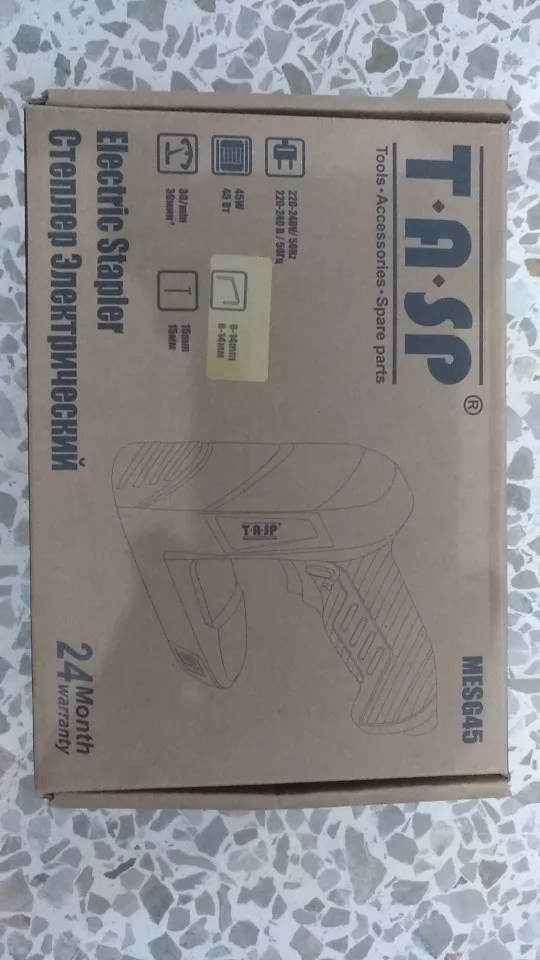 T·A·SP®
Tools·Accessories·Spare parts
220-240V/50Hz
220-240 В / 50Гц
45W
45 Вт
8-14mm
8-14мм
30/min
30мин⁻¹
15mm
15мм
Electric Stapler
Степлер Электрический
T·A·SP®
MESG45
24 Month
warranty